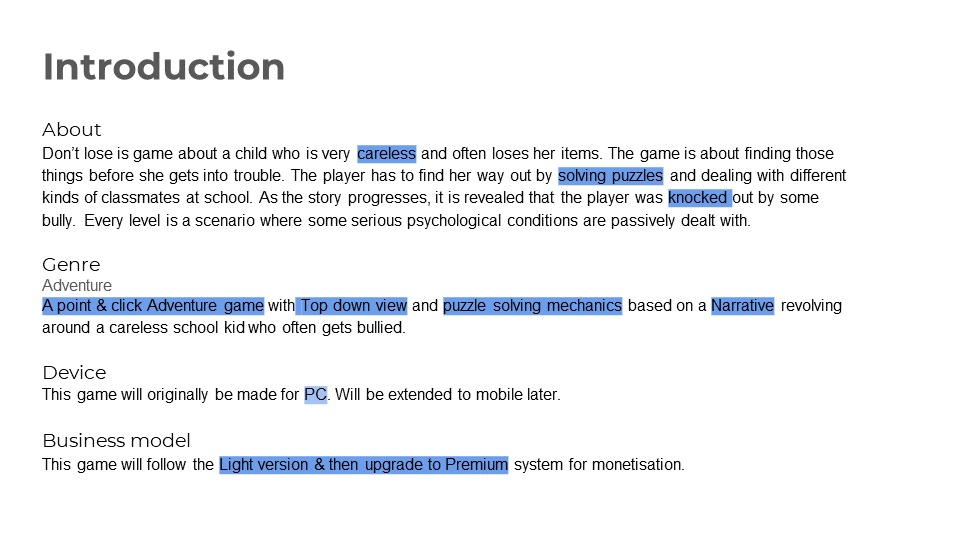 Introduction
About
Don’t lose is game about a child who is very careless and often loses her items. The game is about finding those
things before she gets into trouble. The player has to find her way out by solving puzzles and dealing with different
kinds of classmates at school. As the story progresses, it is revealed that the player was knocked out by some
bully. Every level is a scenario where some serious psychological conditions are passively dealt with.
Genre
Adventure
A point & click Adventure game with Top down view and puzzle solving mechanics based on a Narrative revolving
around a careless school kid who often gets bullied.
Device
This game will originally be made for PC. Will be extended to mobile later.
Business model
This game will follow the Light version & then upgrade to Premium system for monetisation.